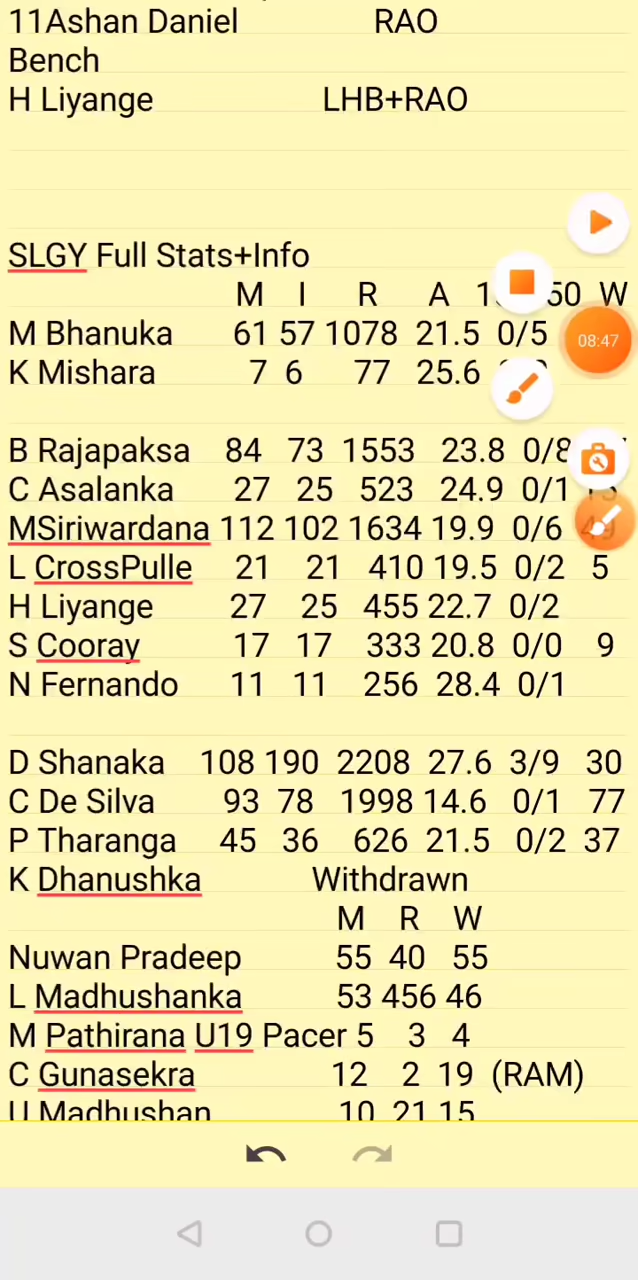 11Ashan Daniel RAO
Bench
H Liyange LHB+RAO
SLGY Full Stats+Info
M I R A 50 W
M Bhanuka 61 57 1078 21.5 0/5
08:47
K Mishara 7 6 77 25.6
B Rajapaksa 84 73 1553 23.8 0/8
C Asalanka 27 25 523 24.9 0/1
MSiriwardana 112 102 1634 19.9 0/6
L CrossPulle 21 21 410 19.5 0/2 5
H Liyange 27 25 455 22.7 0/2
S Cooray 17 17 333 20.8 0/0 9
N Fernando 11 11 256 28.4 0/1
D Shanaka 108 190 2208 27.6 3/9 30
C De Silva 93 78 1998 14.6 0/1 77
P Tharanga 45 36 626 21.5 0/2 37
K Dhanushka Withdrawn
M R W
Nuwan Pradeep 55 40 55
L Madhushanka 53 456 46
M Pathirana U19 Pacer 5 3 4
C Gunasekra 12 2 19 (RAM)
U Madhushan 10 21 15